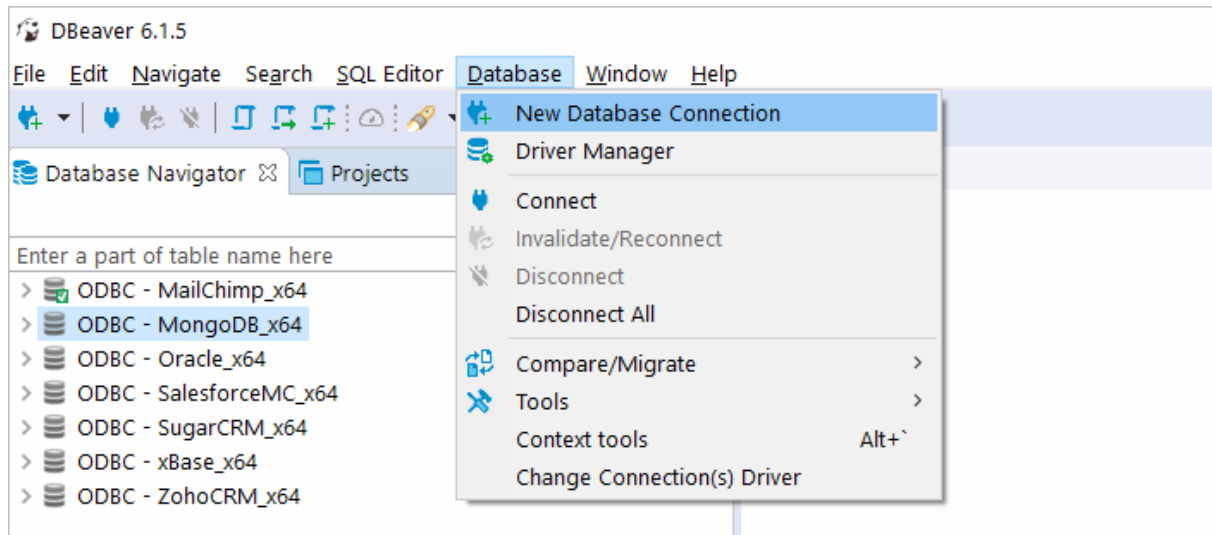 DBeaver 6.1.5
File Edit Navigate Search SQL Editor Database Window Help
Database Navigator Projects
Enter a part of table name here
ODBC - MailChimp_x64
ODBC - MongoDB_x64
ODBC - Oracle_x64
ODBC - SalesforceMC_x64
ODBC - SugarCRM_x64
ODBC - xBase_x64
ODBC - ZohoCRM_x64
New Database Connection
Driver Manager
Connect
Invalidate/Reconnect
Disconnect
Disconnect All
Compare/Migrate
Tools
Context tools Alt+`
Change Connection(s) Driver